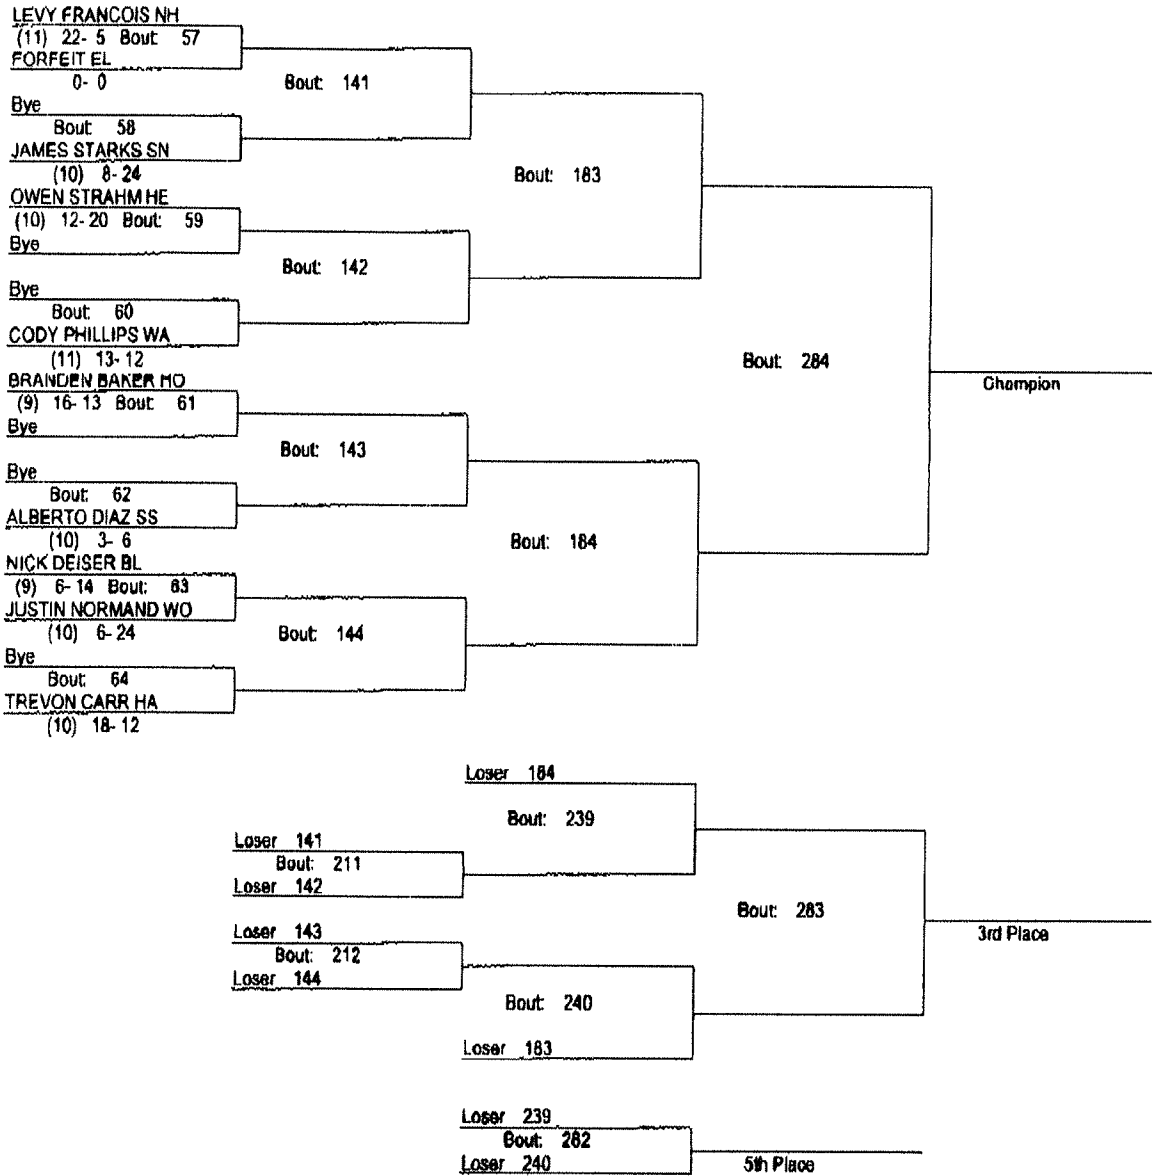 LEVY FRANCOIS NH
(11) 22- 5 Bout: 57
FORFEIT EL
0- 0
Bout: 141
Bye
Bout: 58
JAMES STARKS SN
(10) 8- 24
Bout: 183
OWEN STRAHM HE
(10) 12- 20 Bout: 59
Bye
Bout: 142
Bye
Bout: 60
CODY PHILLIPS WA
(11) 13- 12
Bout: 284
Champion
BRANDEN BAKER HO
(9) 16- 13 Bout: 61
Bye
Bout: 143
Bye
Bout: 62
ALBERTO DIAZ SS
(10) 3- 6
Bout: 184
NICK DEISER BL
(9) 6- 14 Bout: 63
JUSTIN NORMAND WO
(10) 6- 24
Bout: 144
Bye
Bout: 64
TREVON CARR HA
(10) 18- 12
Loser 184
Bout: 239
Loser 141
Bout: 211
Loser 142
Bout: 283
3rd Place
Loser 143
Bout: 212
Loser 144
Bout: 240
Loser 183
Loser 239
Bout: 282
Loser 240
5th Place